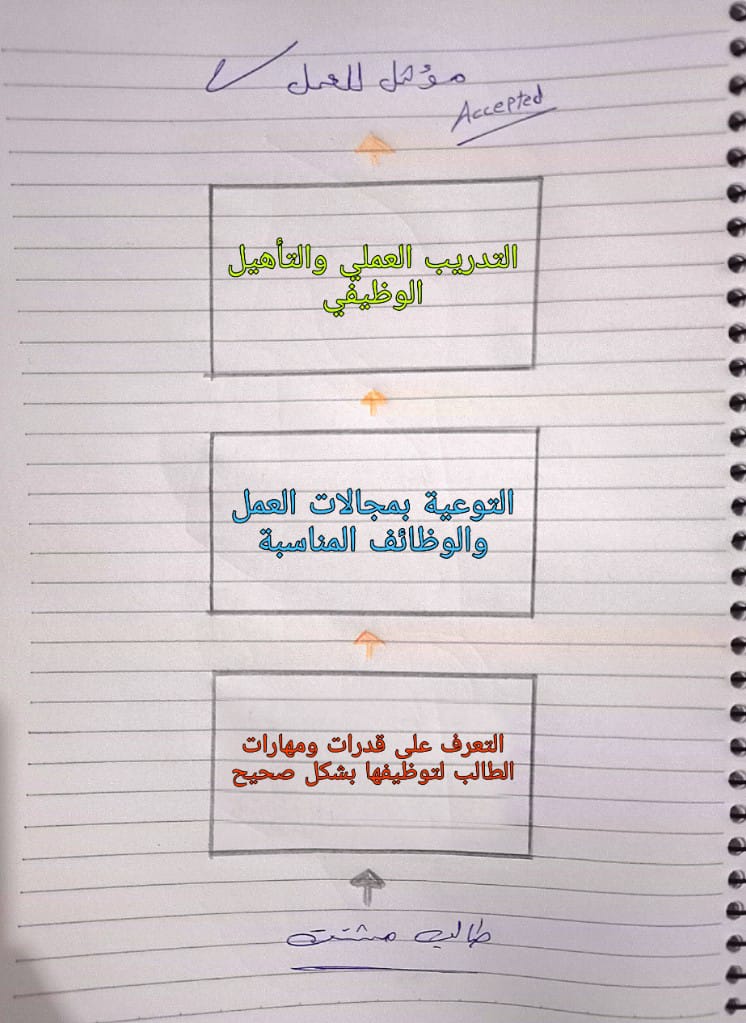 مؤهل للعمل
Accepted
التدريب العملي والتأهيل
الوظيفي
التوعية بمجالات العمل
والوظائف المناسبة
التعرف على قدرات ومهارات
الطالب لتوظيفها بشكل صحيح
طالب مشتت